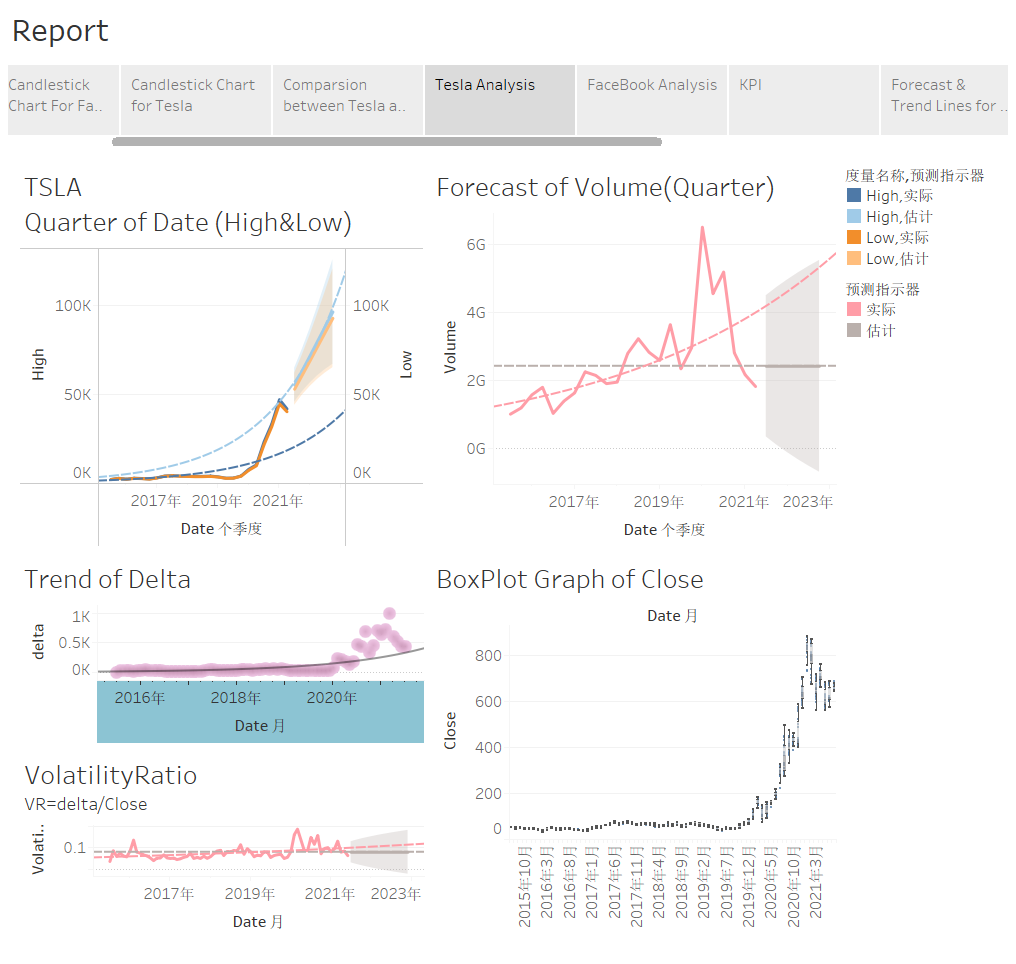 Report
Candlestick
Chart For Fa..
Candlestick Chart
for Tesla
Comparsion
between Tesla a..
Tesla Analysis
FaceBook Analysis
KPI
Forecast &
Trend Lines for ..
TSLA
Quarter of Date (High&Low)
High
100K
50K
0K
100K
50K
0K
Low
2017年 2019年 2021年
Date 个季度
Forecast of Volume(Quarter)
Volume
6G
4G
2G
0G
2017年 2019年 2021年 2023年
Date 个季度
度量名称,预测指示器
High,实际
High,估计
Low,实际
Low,估计
预测指示器
实际
估计
Trend of Delta
delta
1K
0.5K
0K
2016年 2018年 2020年
Date 月
VolatilityRatio
VR=delta/Close
Volati..
0.1
2017年 2019年 2021年 2023年
Date 月
BoxPlot Graph of Close
Date 月
Close
800
600
400
200
0
2015年10月
2016年3月
2016年8月
2017年1月
2017年6月
2017年11月
2018年4月
2018年9月
2019年2月
2019年7月
2019年12月
2020年5月
2020年10月
2021年3月